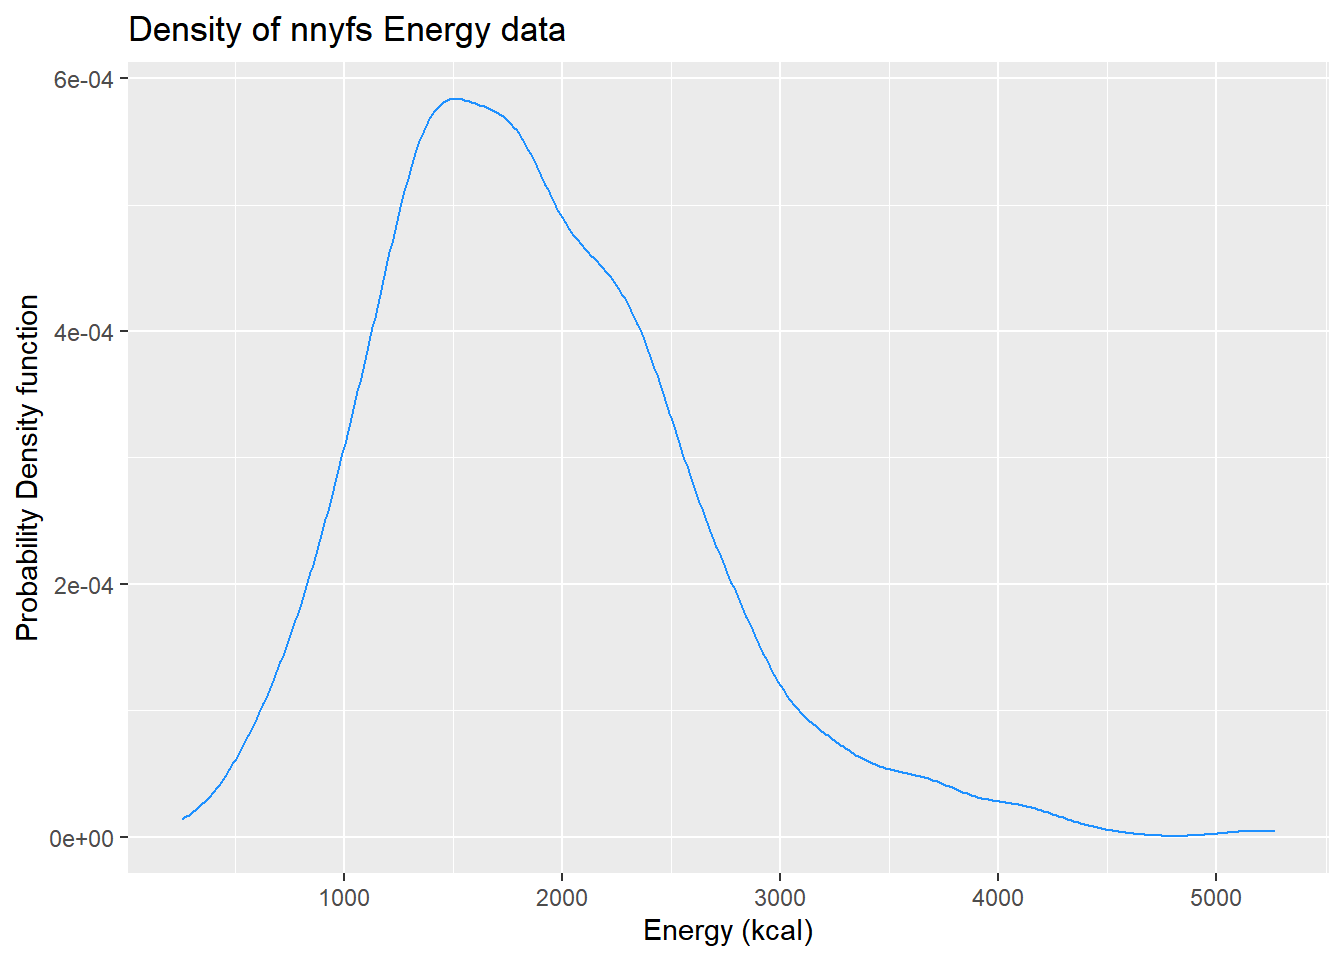 Density of nnyfs Energy data
6e-04
4e-04
2e-04
0e+00
Probability Density function
1000 2000 3000 4000 5000
Energy (kcal)